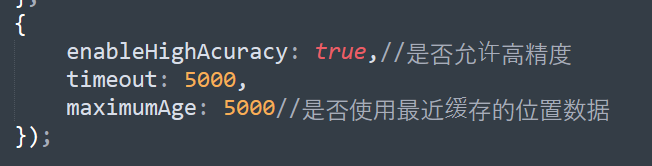 };
{
enableHighAcuracy: true,//是否允许高精度
timeout: 5000,
maximumAge: 5000//是否使用最近缓存的位置数据
});